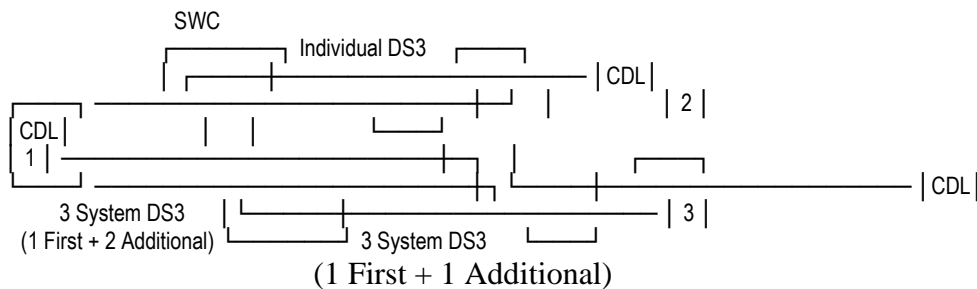 SWC
Individual DS3
CDL
2
CDL
1
CDL
3 System DS3
3
(1 First + 2 Additional)
3 System DS3
(1 First + 1 Additional)